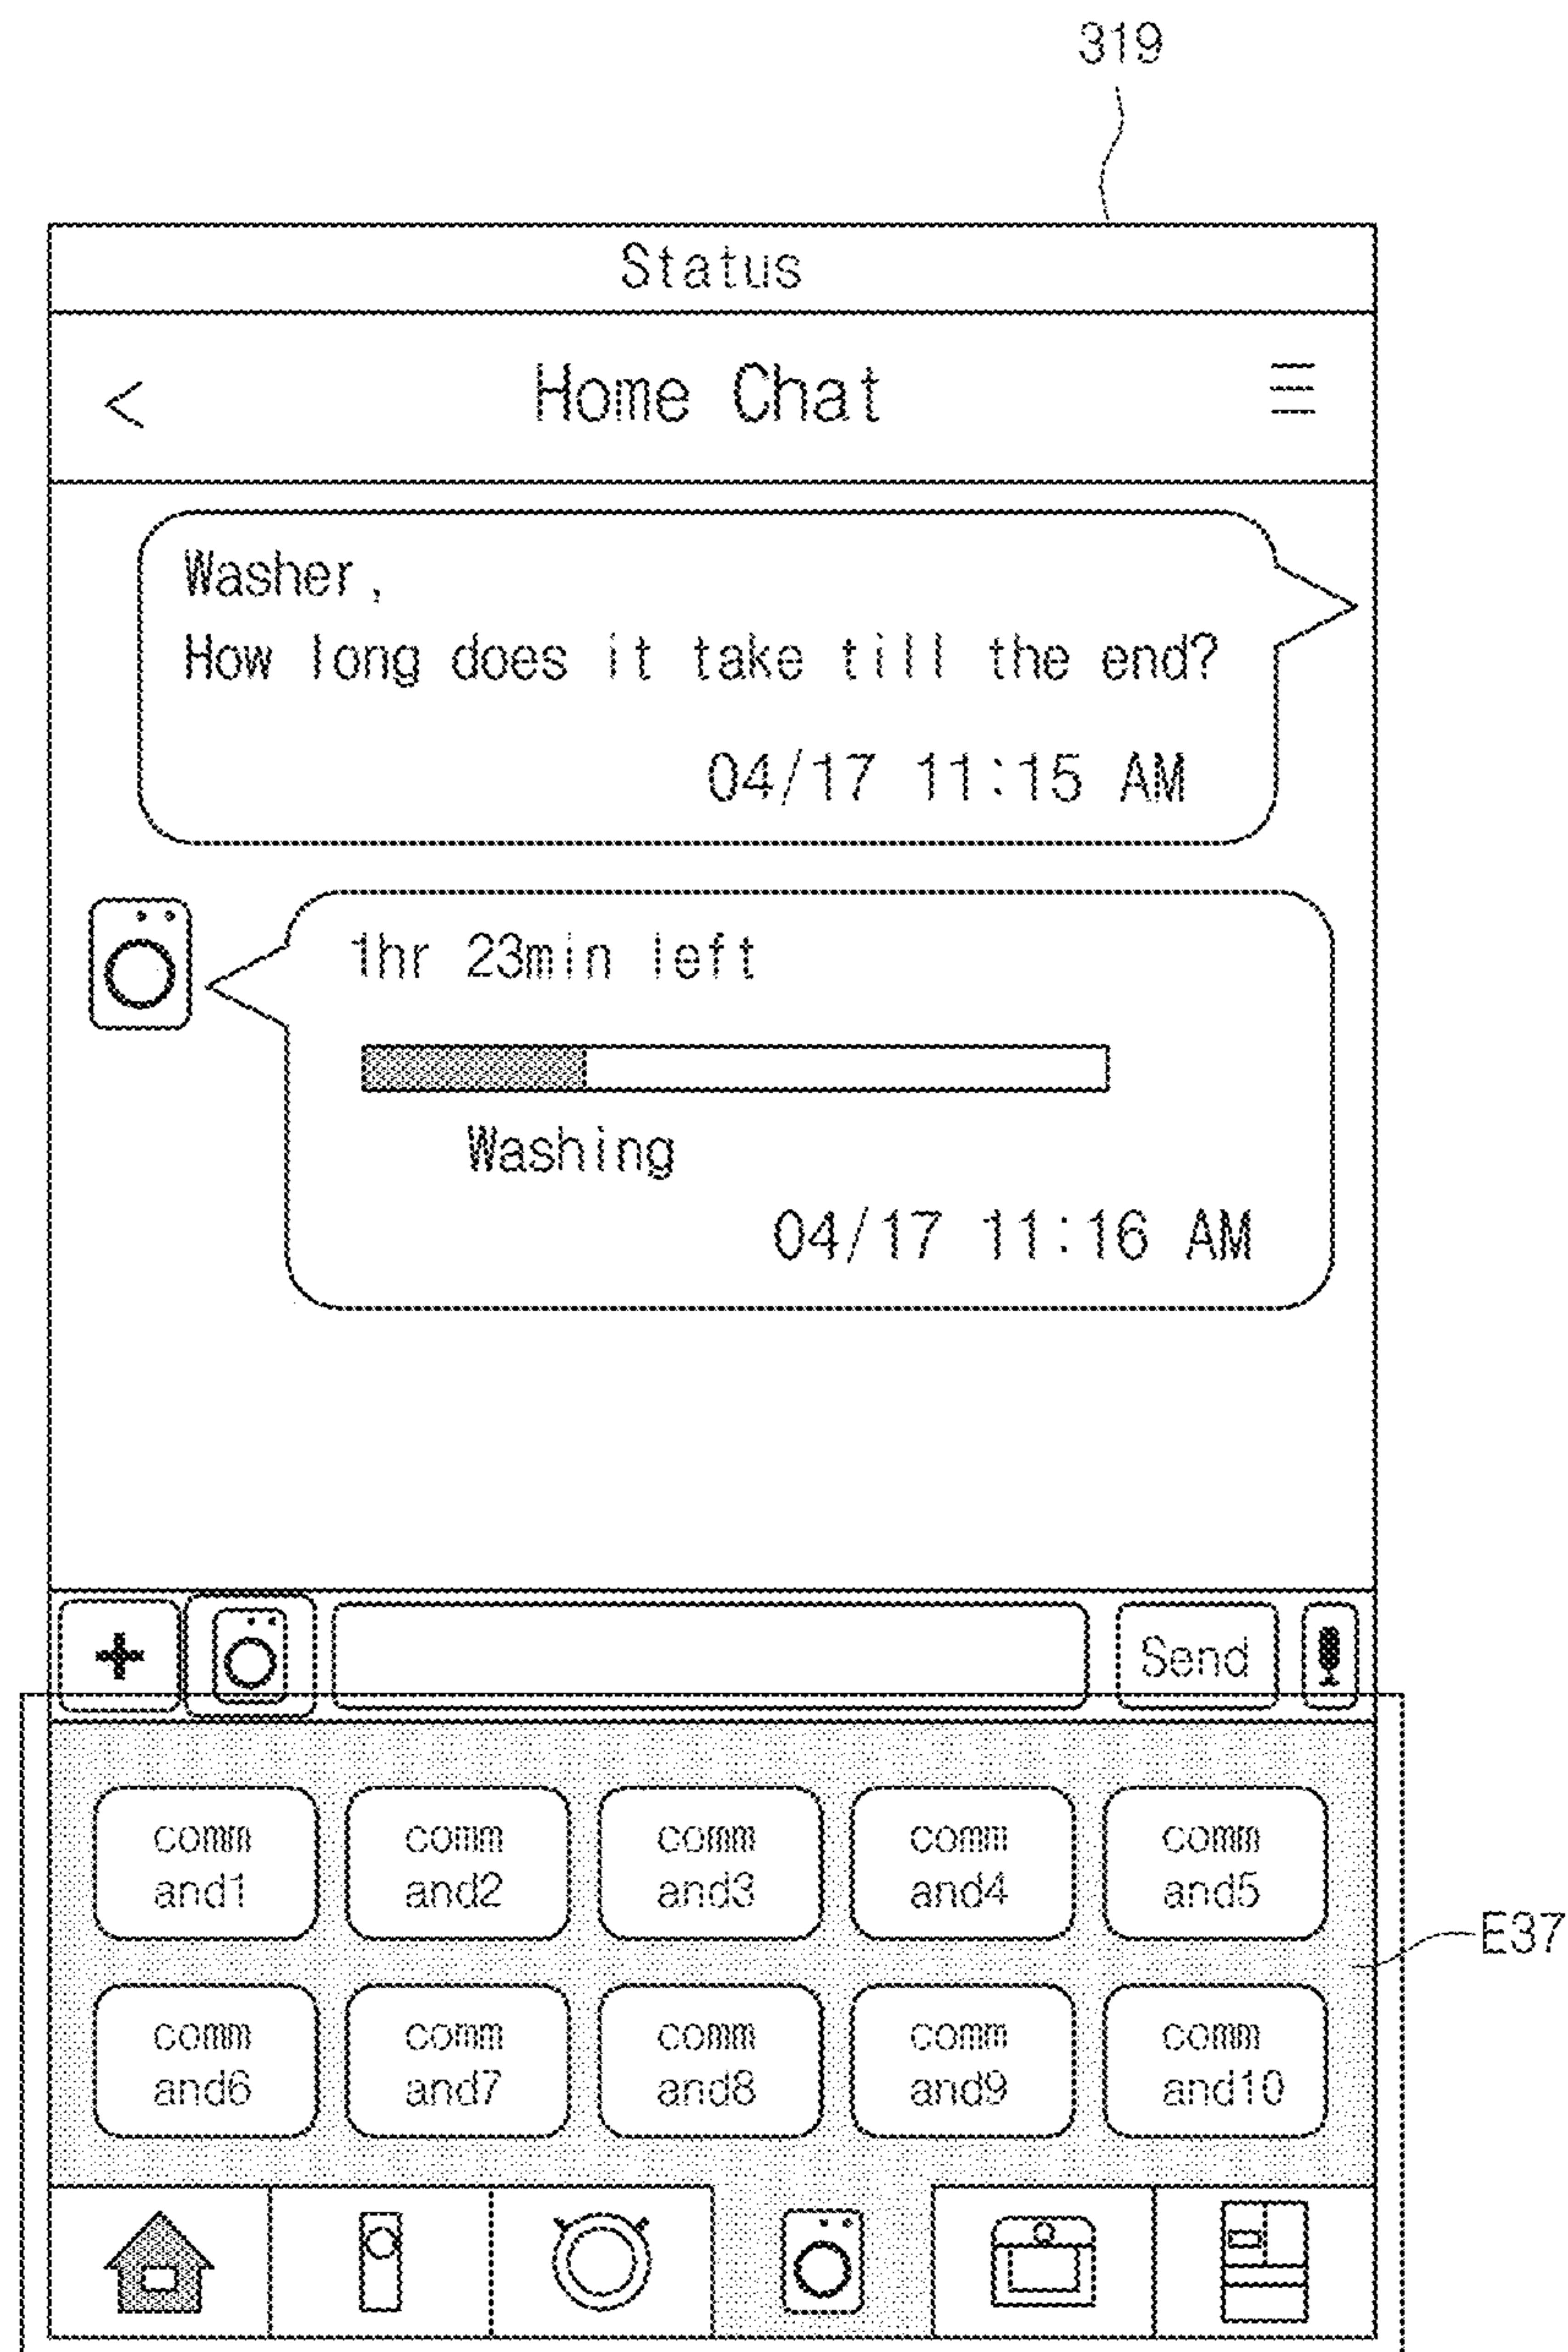 319
Status
< Home Chat
Washer,
How long does it take till the end?
04/17 11:15 AM
1hr 23min left
Washing
04/17 11:16 AM
Send
comm
and1
comm
and2
comm
and3
comm
and4
comm
and5
E37
comm
and6
comm
and7
comm
and8
comm
and9
comm
and10